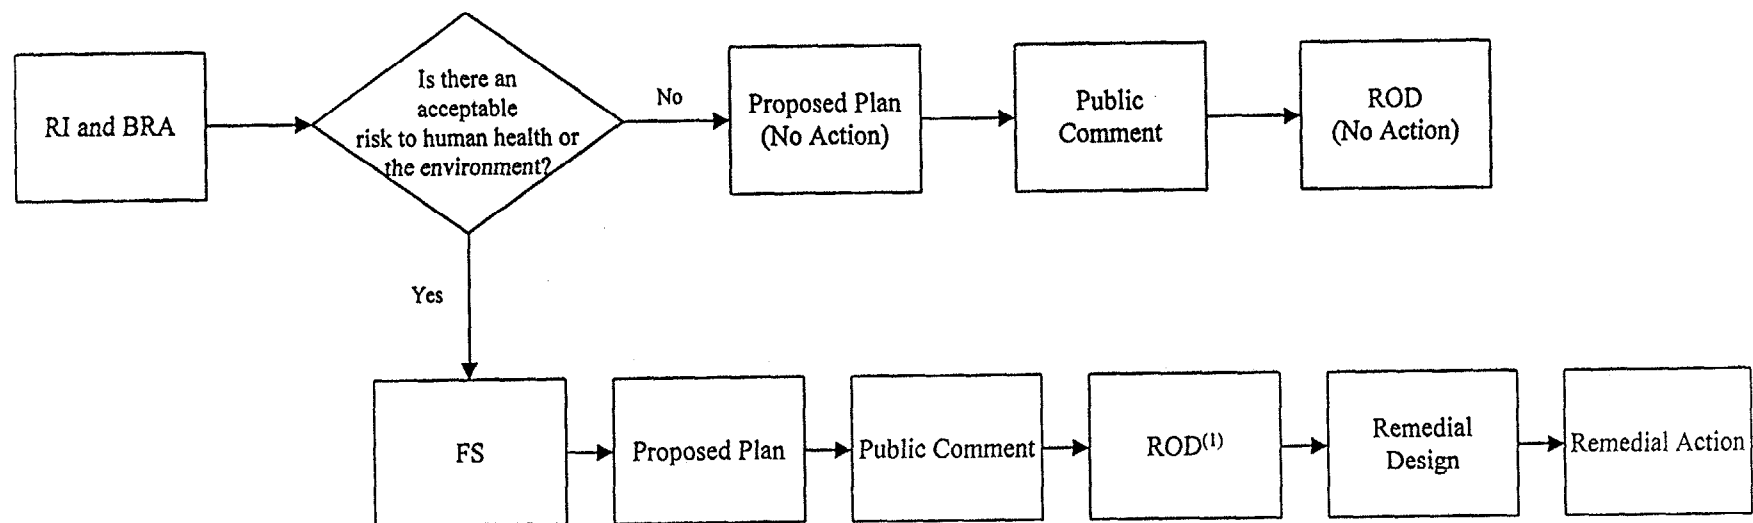 RI and BRA
Is there an
acceptable
risk to human health or
the environment?
No
Proposed Plan
(No Action)
Public
Comment
ROD
(No Action)
Yes
FS
Proposed Plan
Public Comment
ROD(1)
Remedial
Design
Remedial Action